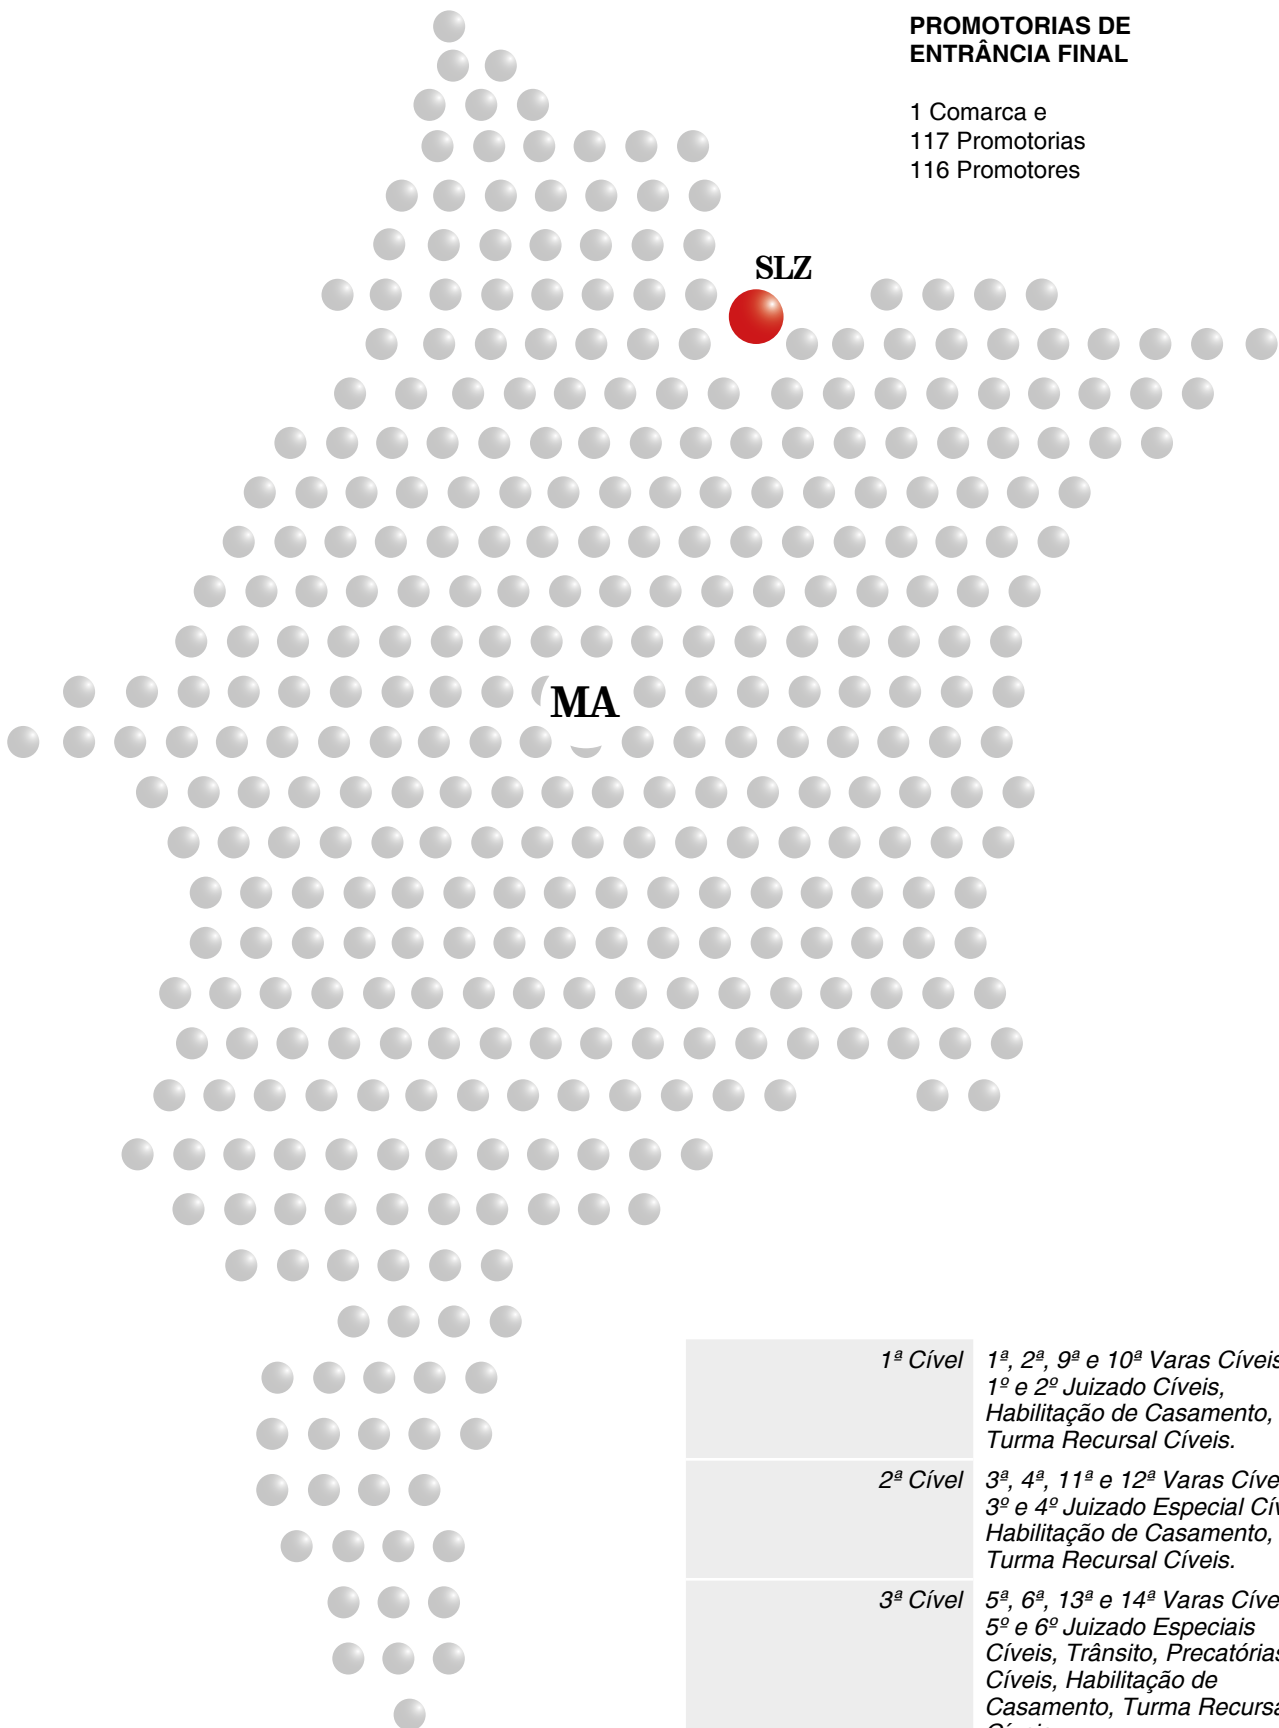 PROMOTORIAS DE
ENTRÂNCIA FINAL
1 Comarca e
117 Promotorias
116 Promotores
SLZ
MA
1ª Cível
1ª, 2ª, 9ª e 10ª Varas Cíveis
1º e 2º Juizado Cíveis,
Habilitação de Casamento,
Turma Recursal Cíveis.
2ª Cível
3ª, 4ª, 11ª e 12ª Varas
3º e 4º Juizado Especial
Habilitação de Casamento,
Turma Recursal Cíveis.
3ª Cível
5ª, 6ª, 13ª e 14ª Varas
5º e 6º Juizado Especiais
Cíveis, Trânsito, Precatórias
Cíveis, Habilitação de
Casamento, Turma